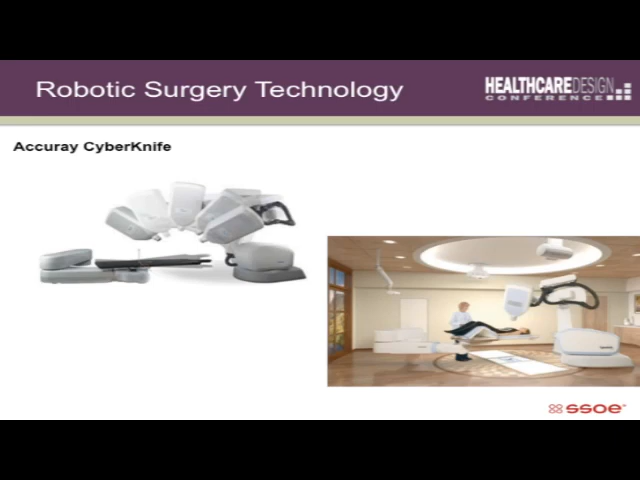 Robotic Surgery Technology
HEALTHCAREDESIGN
CONFERENCE
Accuray CyberKnife
ssoe